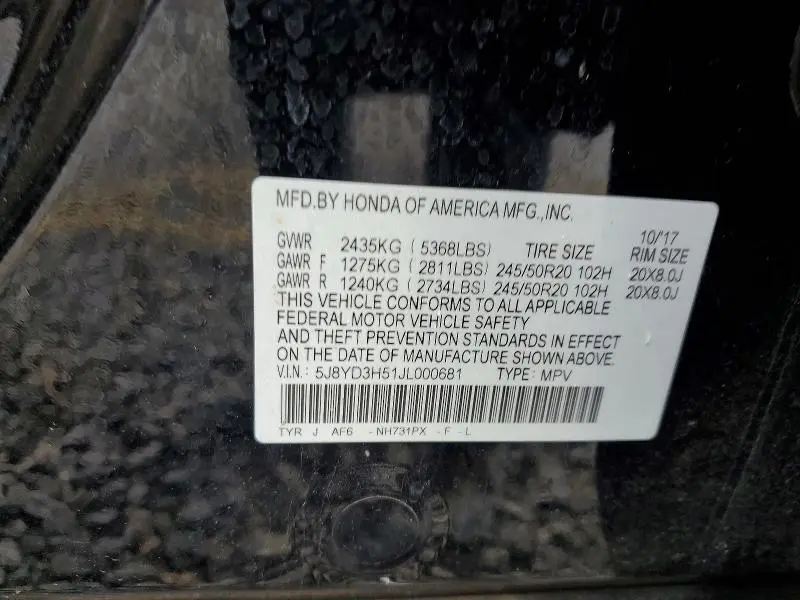 MFD.BY HONDA OF AMERICA MFG.,INC.
10/'17
GVWR 2435KG ( 5368LBS) TIRE SIZE RIM SIZE
GAWR F 1275KG ( 2811LBS) 245/50R20 102H 20X8.0J
GAWR R 1240KG ( 2734LBS) 245/50R20 102H 20X8.0J
THIS VEHICLE CONFORMS TO ALL APPLICABLE
FEDERAL MOTOR VEHICLE SAFETY
AND THEFT PREVENTION STANDARDS IN EFFECT
ON THE DATE OF MANUFACTURE SHOWN ABOVE.
V.I.N.: 5J8YD3H51JL000681 TYPE: MPV
TYR J AF6 -NH731PX -F -L